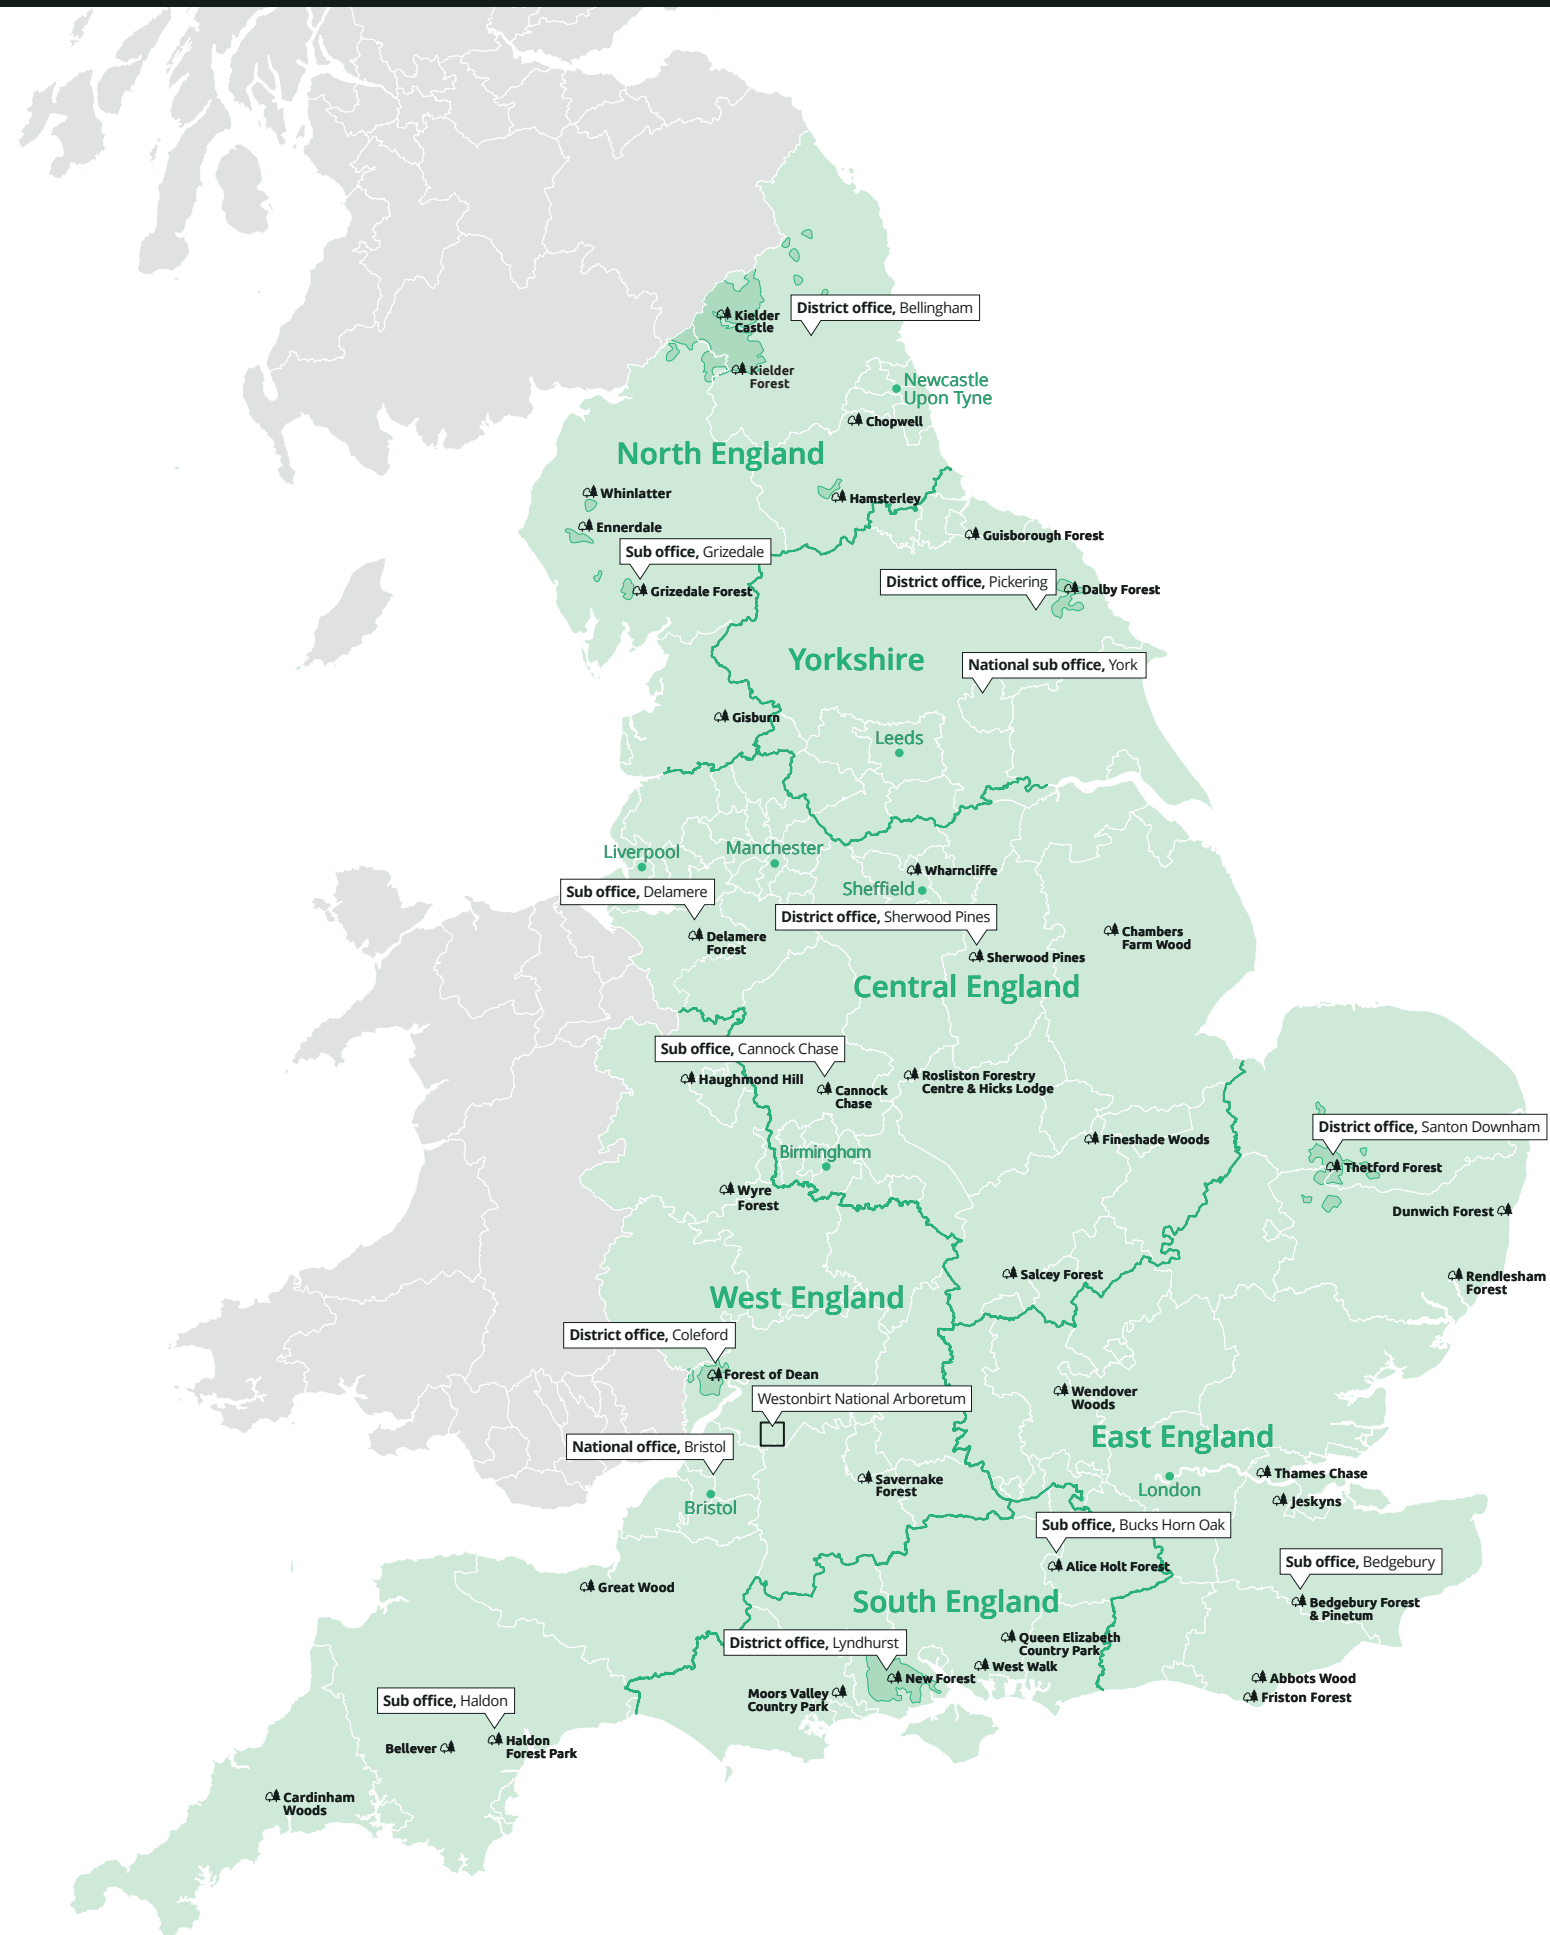 District office, Bellingham
Kielder
Castle
Kielder
Forest
Newcastle
Upon Tyne
Chopwell
North England
Whinlatter
Hamsterley
Ennerdale
Guisborough Forest
Sub office, Grizedale
District office, Pickering
Grizedale Forest
Dalby Forest
Yorkshire
National sub office, York
Gisburn
Leeds
Liverpool
Manchester
Wharncliffe
Sheffield
Sub office, Delamere
District office, Sherwood Pines
Delamere
Forest
Chambers
Farm Wood
Sherwood Pines
Central England
Sub office, Cannock Chase
Haughmond Hill
Cannock
Chase
Rosliston Forestry
Centre & Hicks Lodge
District office, Santon Downham
Fineshade Woods
Birmingham
Thetford Forest
Wyre
Forest
Dunwich Forest
Salcey Forest
Rendlesham
Forest
West England
District office, Coleford
Forest of Dean
Westonbirt National Arboretum
Wendover
Woods
East England
National office, Bristol
Savernake
Forest
Thames Chase
London
Jeskyns
Bristol
Sub office, Bucks Horn Oak
Alice Holt Forest
Sub office, Bedgebury
Great Wood
South England
Bedgebury Forest
& Pinetum
District office, Lyndhurst
Queen Elizabeth
Country Park
West Walk
New Forest
Abbots Wood
Moors Valley
Country Park
Friston Forest
Sub office, Haldon
Bellever
Haldon
Forest Park
Cardinham
Woods